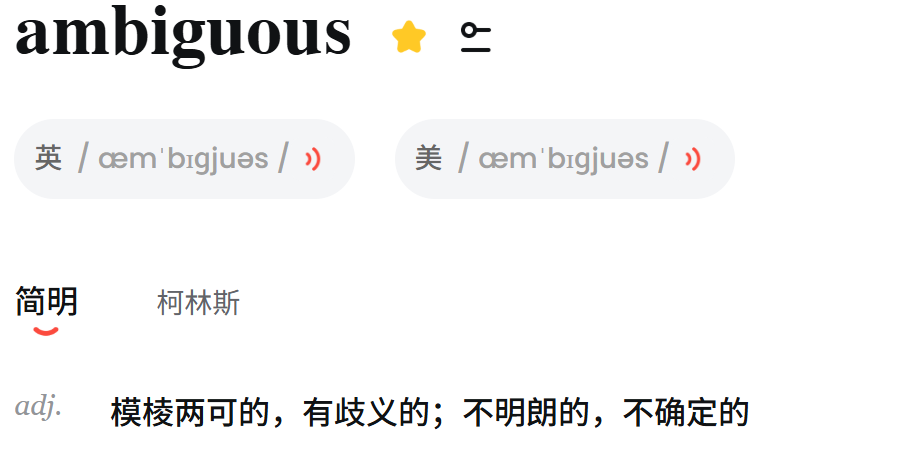 ambiguous
英 / æmˈbɪɡjuəs / 美 / æmˈbɪɡjuəs /
简明 柯林斯
adj. 模棱两可的，有歧义的；不明朗的，不确定的